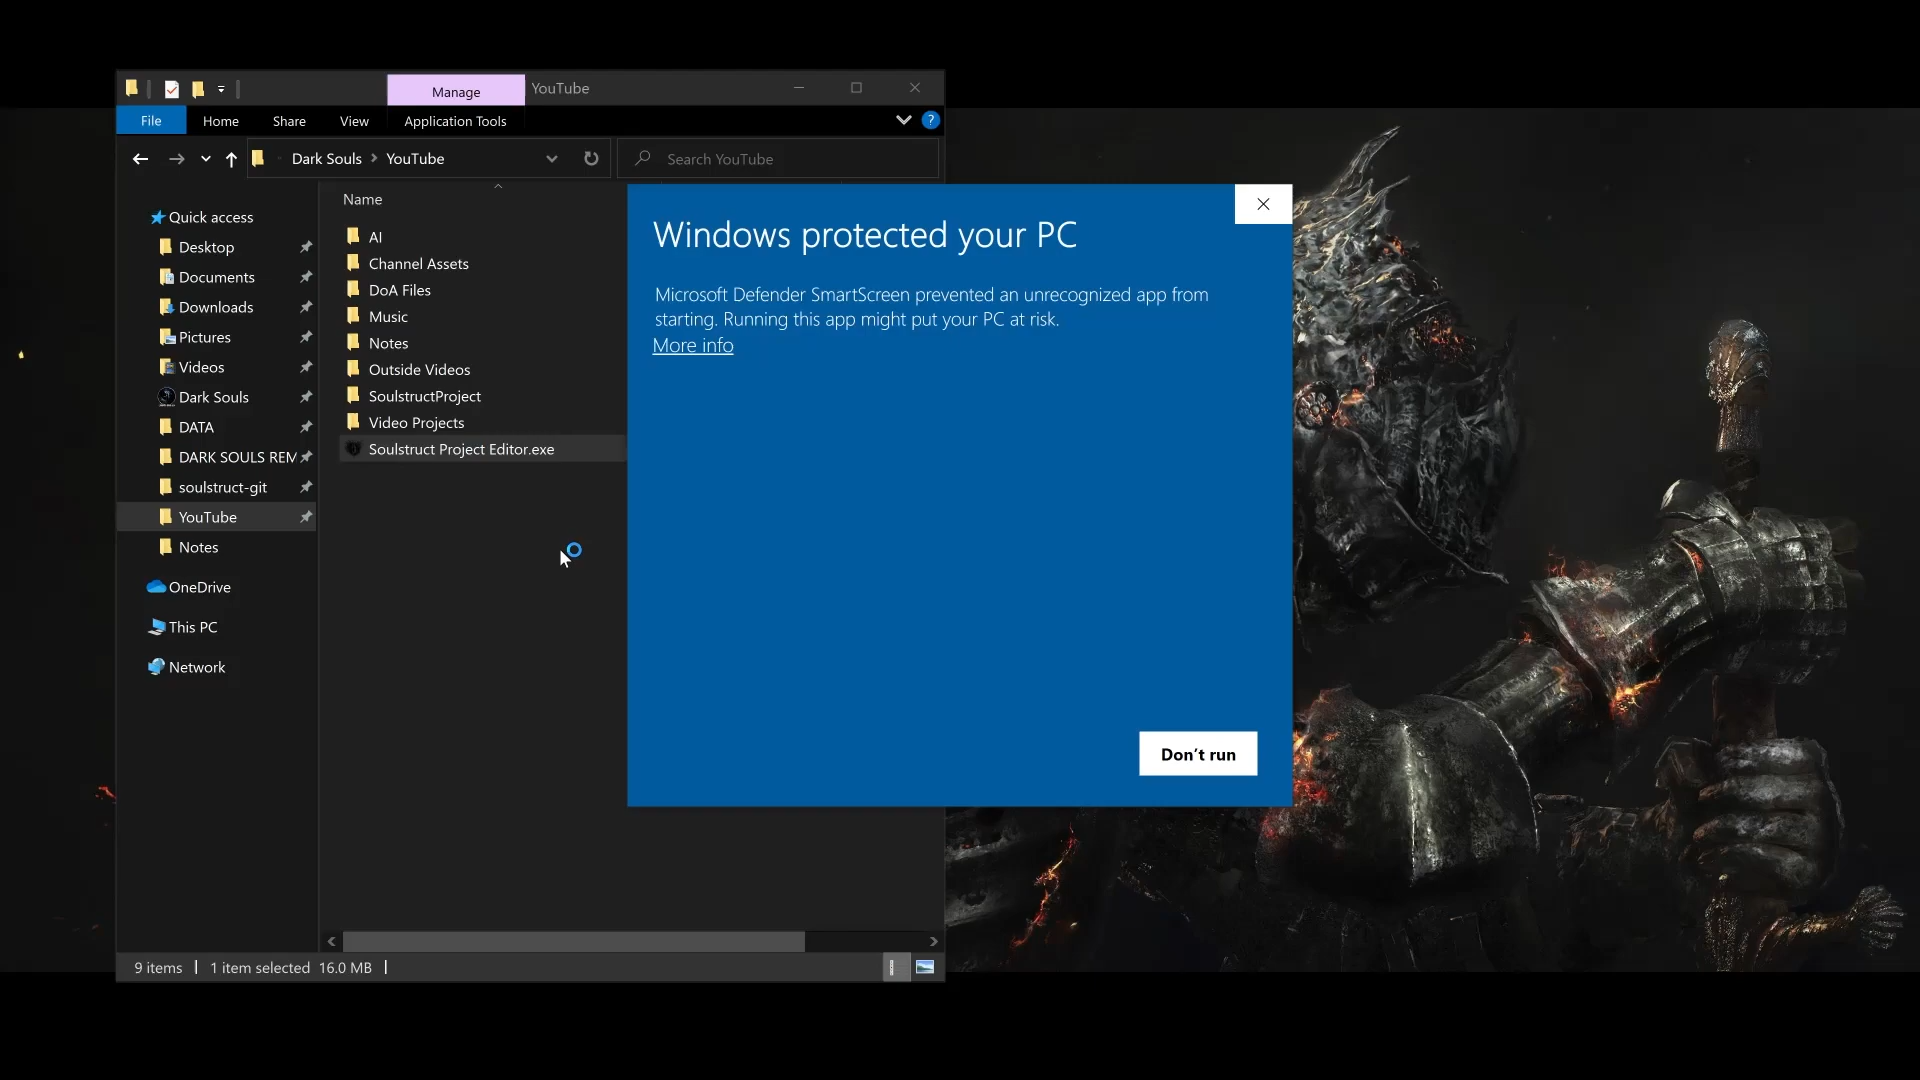 Manage
YouTube
File
Home
Share
View
Application Tools
?
Dark Souls > YouTube
Search YouTube
Name
Quick access
Desktop
Documents
Downloads
Pictures
Videos
Dark Souls
DATA
DARK SOULS REM
soulstruct-git
YouTube
Notes
OneDrive
This PC
Network
AI
Channel Assets
DoA Files
Music
Notes
Outside Videos
SoulstructProject
Video Projects
Soulstruct Project Editor.exe
Windows protected your PC
Microsoft Defender SmartScreen prevented an unrecognized app from
starting. Running this app might put your PC at risk.
More info
Don't run
9 items | 1 item selected 16.0 MB |